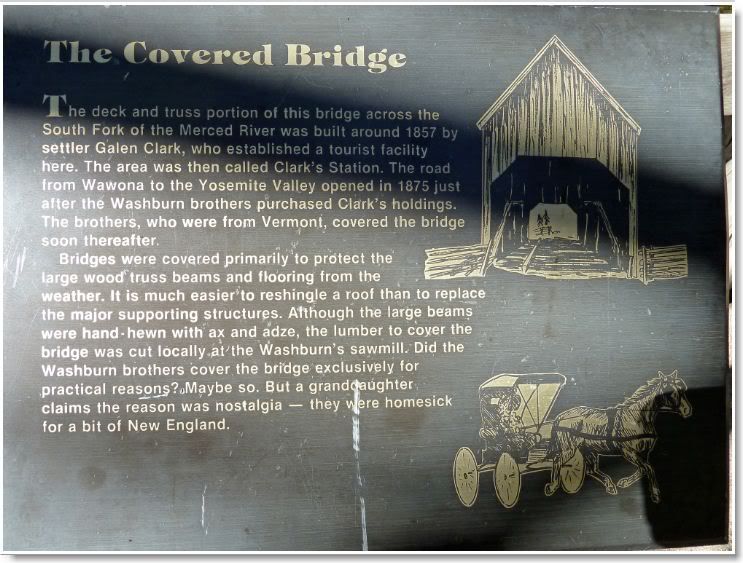 The Covered Bridge
The deck and truss portion of this bridge across the
South Fork of the Merced River was built around 1857 by
settler Galen Clark, who established a tourist facility
here. The area was then called Clark's Station. The road
from Wawona to the Yosemite Valley opened in 1875 just
after the Washburn brothers purchased Clark's holdings.
The brothers, who were from Vermont, covered the bridge
soon thereafter.
Bridges were covered primarily to protect the
large wood truss beams and flooring from the
weather. It is much easier to reshingle a roof than to replace
the major supporting structures. Although the large beams
were hand-hewn with ax and adze, the lumber to cover the
bridge was cut locally at the Washburn's sawmill. Did the
Washburn brothers cover the bridge exclusively for
practical reasons? Maybe so. But a granddaughter
claims the reason was nostalgia — they were homesick
for a bit of New England.